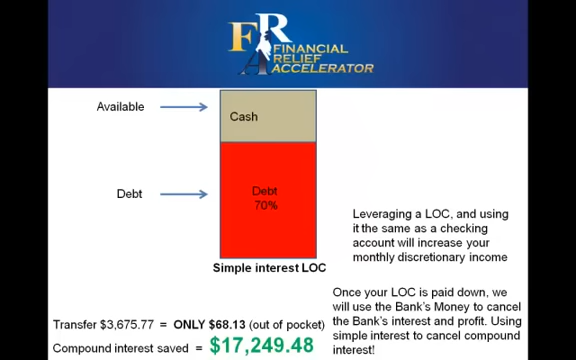 FRA
FINANCIAL
RELIEF
ACCELERATOR
Available
Cash
Debt
Debt
70%
Simple interest LOC
Leveraging a LOC, and using
it the same as a checking
account will increase your
monthly discretionary income
Once your LOC is paid down, we
will use the Bank's Money to cancel
the Bank's interest and profit. Using
simple interest to cancel compound
interest!
Transfer $3,675.77 = ONLY $68.13 (out of pocket)
Compound interest saved = $17,249.48